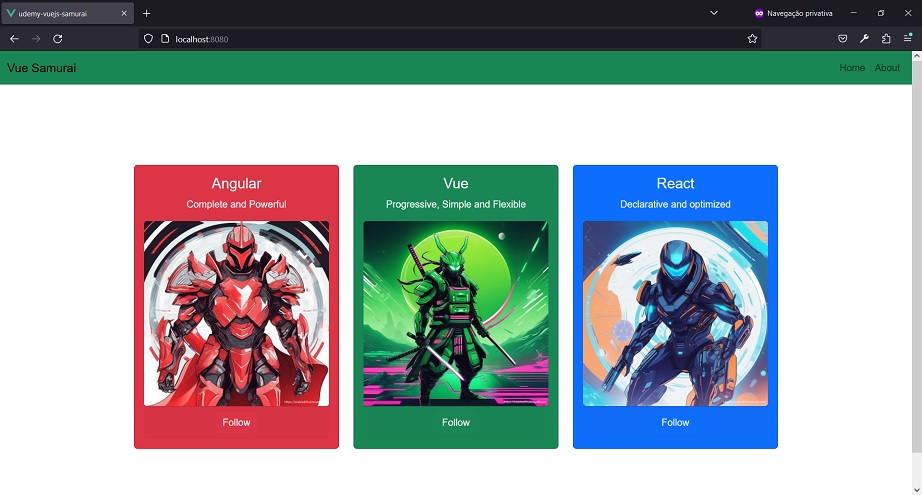 udemy-vuejs-samurai
Navegação privativa
localhost:8080
Vue Samurai
Home About
Angular
Complete and Powerful
Follow
Vue
Progressive, Simple and Flexible
Follow
React
Declarative and optimized
Follow